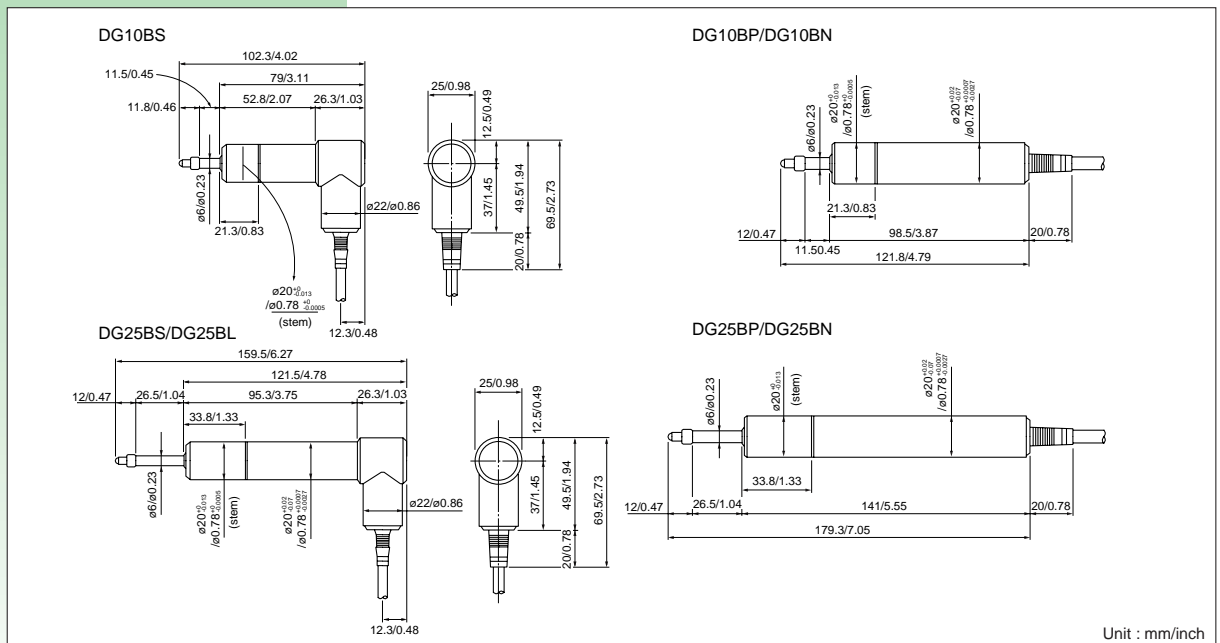 DG10BS
102.3/4.02
11.5/0.45
79/3.11
11.8/0.46
52.8/2.07
26.3/1.03
ø6/ø0.23
21.3/0.83
ø22/ø0.86
ø20 +0 -0.013
/ø0.78 +0 -0.0005
(stem)
12.3/0.48
25/0.98
12.5/0.49
37/1.45
49.5/1.94
69.5/2.73
20/0.78
DG10BP/DG10BN
ø6/ø0.23
ø20 +0 -0.013
/ø0.78 +0 -0.0005
(stem)
ø20 +0.02 -0.07
/ø0.78 +0.0007 -0.0027
21.3/0.83
12/0.47
11.50.45
98.5/3.87
20/0.78
121.8/4.79
DG25BS/DG25BL
159.5/6.27
121.5/4.78
12/0.47
26.5/1.04
95.3/3.75
26.3/1.03
33.8/1.33
ø6/ø0.23
ø20 +0 -0.013
/ø0.78 +0 -0.0005
(stem)
ø20 +0.02 -0.07
/ø0.78 +0.0007 -0.0027
ø22/ø0.86
12.3/0.48
25/0.98
12.5/0.49
37/1.45
49.5/1.94
69.5/2.73
20/0.78
DG25BP/DG25BN
ø6/ø0.23
ø20 +0 -0.013
(stem)
ø20 +0.02 -0.07
/ø0.78 +0.0007 -0.0027
33.8/1.33
12/0.47
26.5/1.04
141/5.55
20/0.78
179.3/7.05
Unit : mm/inch